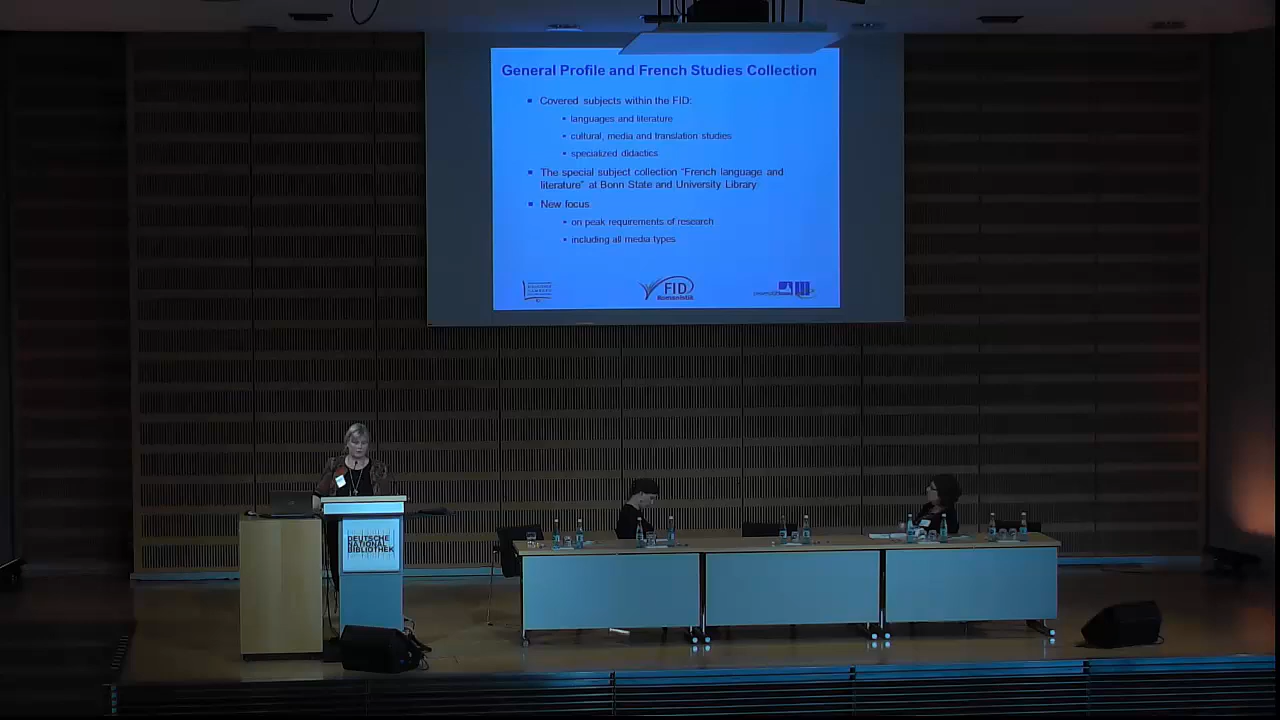 General Profile and French Studies Collection
▪ Covered subjects within the FID:
▪ languages and literature
▪ cultural, media and translation studies
▪ specialized didactics
▪ The special subject collection "French language and
literature" at Bonn State and University Library
▪ New focus
▪ on peak requirements of research
▪ including all media types
FID
Romanistik
DEUTSCHE
NATIONAL
BIBLIOTHEK